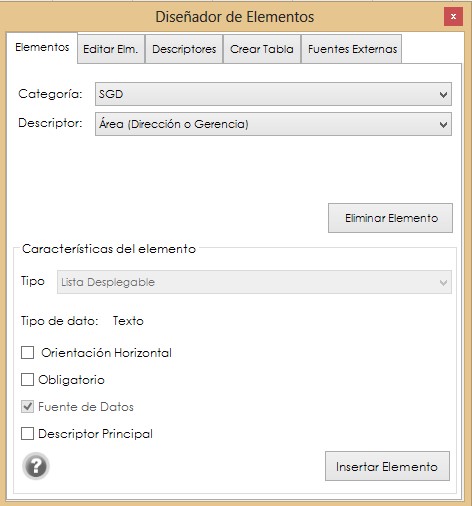 Diseñador de Elementos
x
Elementos
Editar Elm.
Descriptores
Crear Tabla
Fuentes Externas
Categoría: SGD
Descriptor: Área (Dirección o Gerencia)
Eliminar Elemento
Características del elemento
Tipo Lista Desplegable
Tipo de dato: Texto
Orientación Horizontal
Obligatorio
Fuente de Datos
Descriptor Principal
?
Insertar Elemento